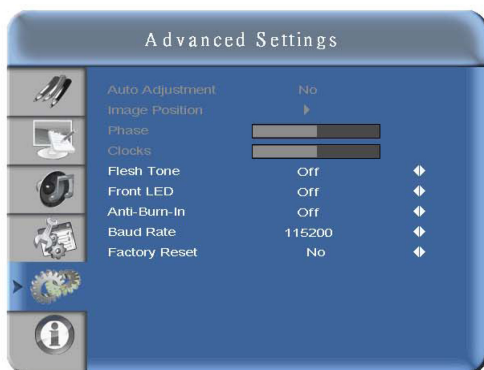 Advanced Settings
Auto Adjustment No
Image Position
Phase
Clocks
Flesh Tone Off
Front LED Off
Anti-Burn-In Off
Baud Rate 115200
Factory Reset No